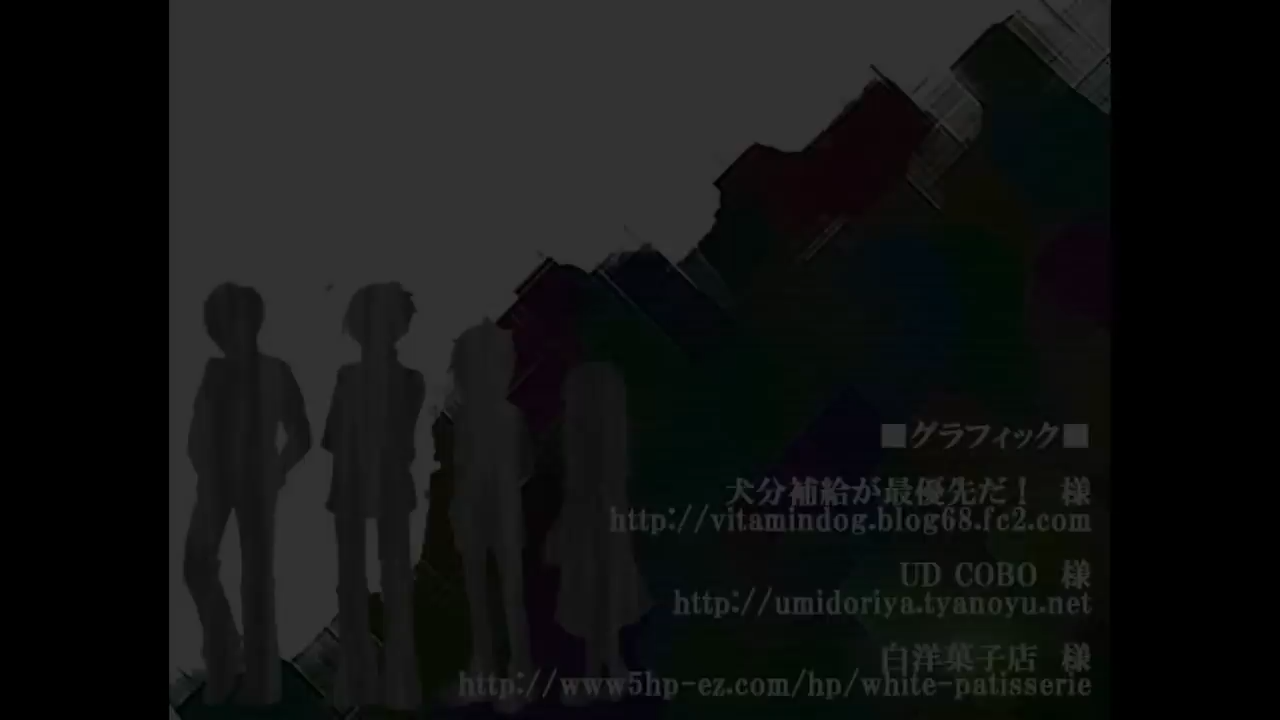 ■グラフィック■
犬分補給が最優先だ！ 様
http://vitamindog.blog68.fc2.com
UD COBO 様
http://umidoriya.tyanoyu.net
白洋菓子店 様
http://www5hp-ez.com/hp/white-patisserie